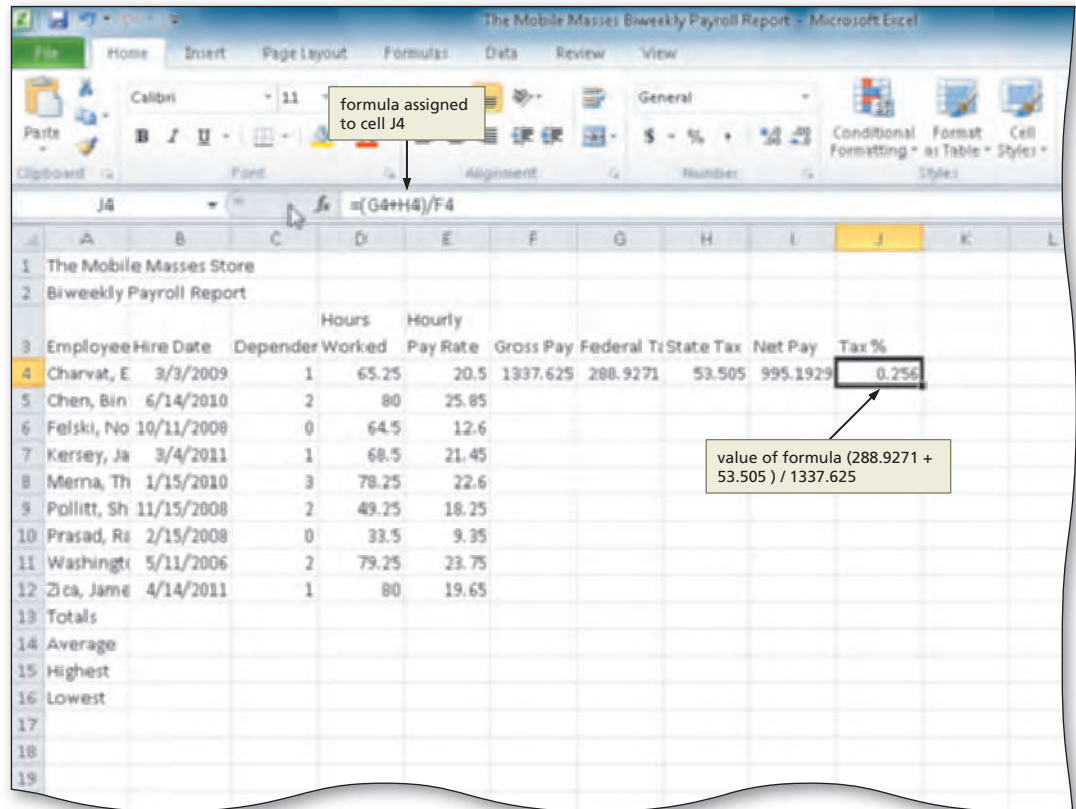 The Mobile Masses Biweekly Payroll Report - Microsoft Excel
File Home Insert Page Layout Formulas Data Review View
Calibri 11 General
Paste B I U $ % , Conditional Formatting Format as Table Cell Styles
Clipboard Font Alignment Number Styles
formula assigned to cell J4
J4 fx =(G4+H4)/F4
A B C D E F G H I J K L
1 The Mobile Masses Store
2 Biweekly Payroll Report
Hours Hourly
3 Employee Hire Date Depender Worked Pay Rate Gross Pay Federal Ta State Tax Net Pay Tax %
4 Charvat, E 3/3/2009 1 65.25 20.5 1337.625 288.9271 53.505 995.1929 0.256
5 Chen, Bin 6/14/2010 2 80 25.85
6 Felski, No 10/11/2008 0 64.5 12.6
7 Kersey, Ja 3/4/2011 1 68.5 21.45
8 Merna, Th 1/15/2010 3 78.25 22.6
9 Pollitt, Sh 11/15/2008 2 49.25 18.25
10 Prasad, Ra 2/15/2008 0 33.5 9.35
11 Washingt 5/11/2006 2 79.25 23.75
12 Zica, Jame 4/14/2011 1 80 19.65
13 Totals
14 Average
15 Highest
16 Lowest
17
18
19
value of formula (288.9271 +
53.505 ) / 1337.625